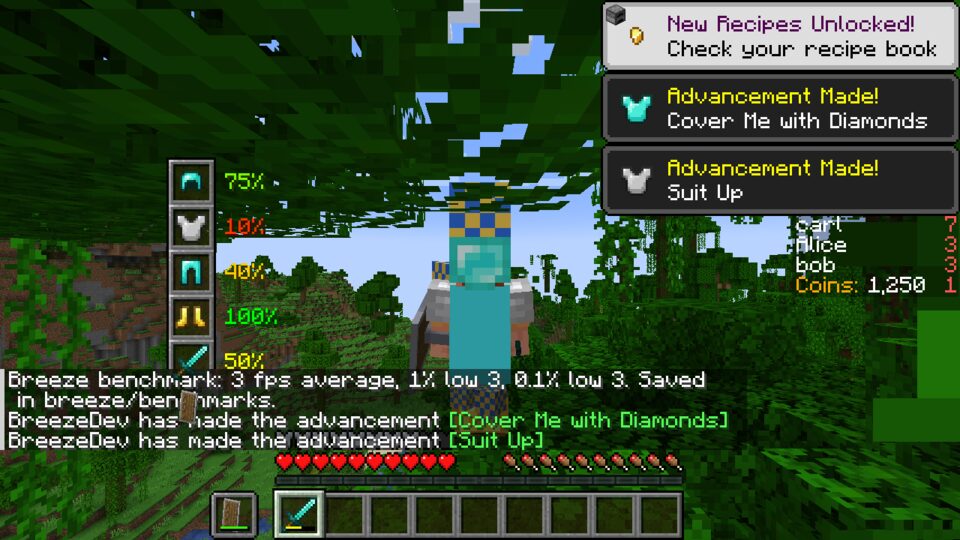 New Recipes Unlocked!
Check your recipe book
Advancement Made!
Cover Me with Diamonds
Advancement Made!
Suit Up
75%
10%
40%
100%
50%
carl 7
Alice 3
bob 3
Coins: 1,250 1
Breeze benchmark: 3 fps average, 1% low 3, 0.1% low 3. Saved
in breeze/benchmarks.
BreezeDev has made the advancement [Cover Me with Diamonds]
BreezeDev has made the advancement [Suit Up]